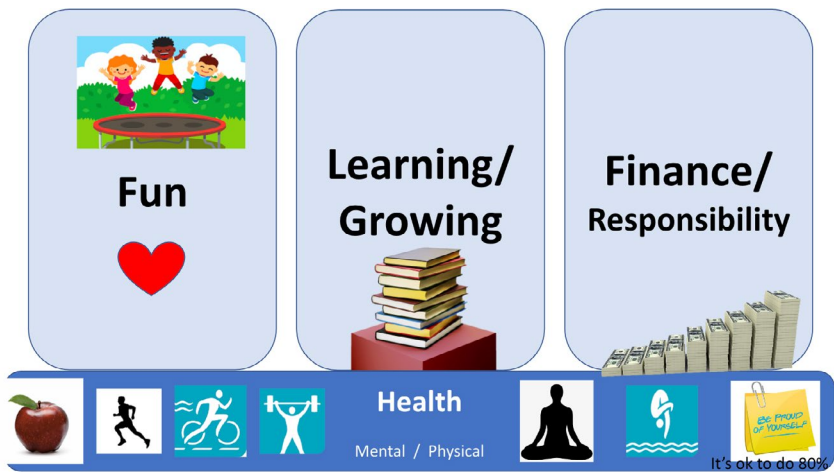 Fun
Learning/
Growing
Finance/
Responsibility
Health
Mental / Physical
BE PROUD
OF YOURSELF
It's ok to do 80%